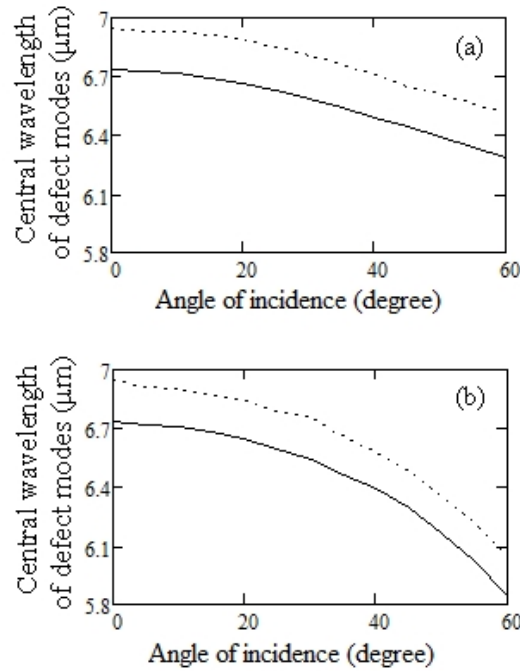 7
6.7
6.4
6.1
5.8
0
20
40
60
(a)
Central wavelength
of defect modes (μm)
Angle of incidence (degree)
7
6.7
6.4
6.1
5.8
0
20
40
60
(b)
Central wavelength
of defect modes (μm)
Angle of incidence (degree)